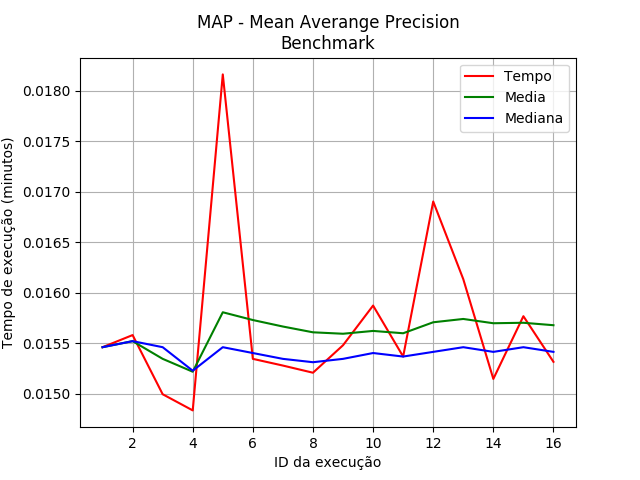 MAP - Mean Averange Precision
Benchmark
Tempo
Media
Mediana
0.0180
0.0175
0.0170
0.0165
0.0160
0.0155
0.0150
Tempo de execução (minutos)
2 4 6 8 10 12 14 16
ID da execução